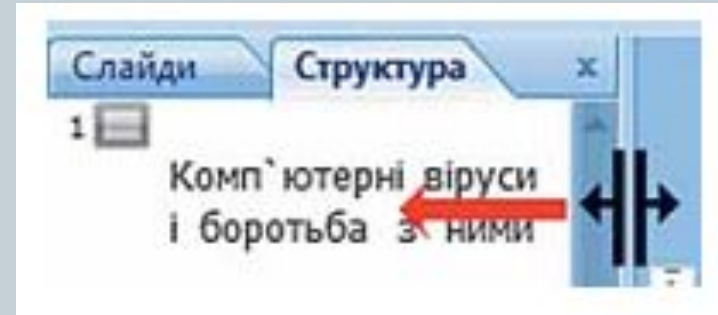 Слайди Структура x
1
Комп`ютерні віруси
і боротьба з ними